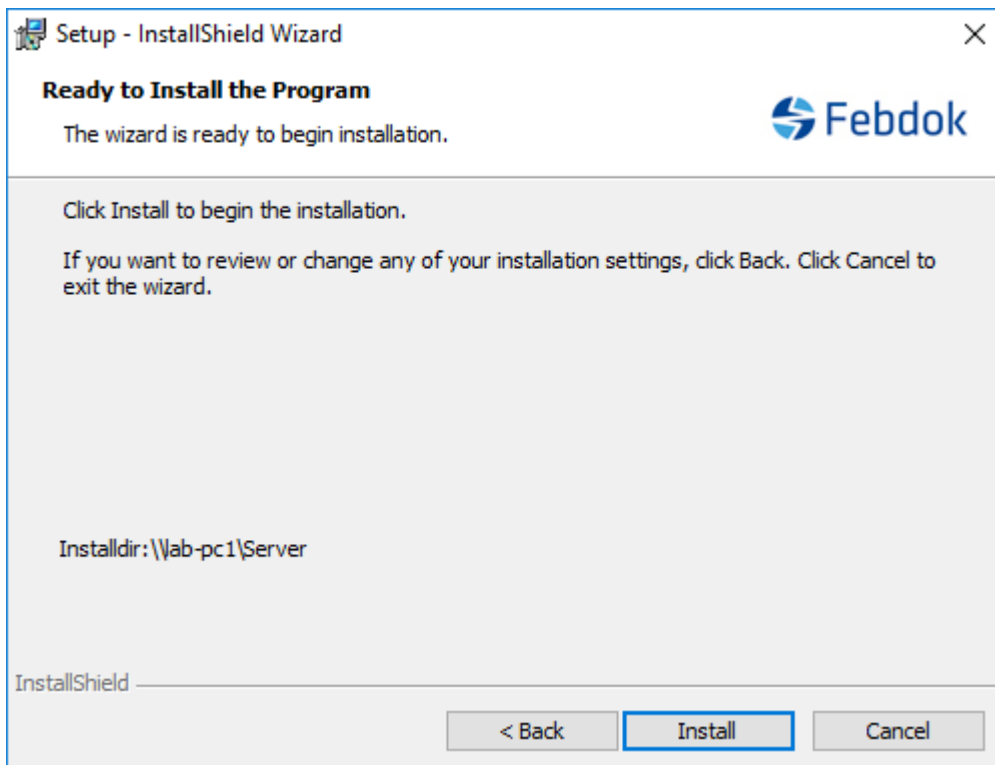 Setup - InstallShield Wizard
Ready to Install the Program
The wizard is ready to begin installation.
Febdok
Click Install to begin the installation.
If you want to review or change any of your installation settings, click Back. Click Cancel to
exit the wizard.
Installdir:\\lab-pc1\Server
InstallShield
< Back
Install
Cancel